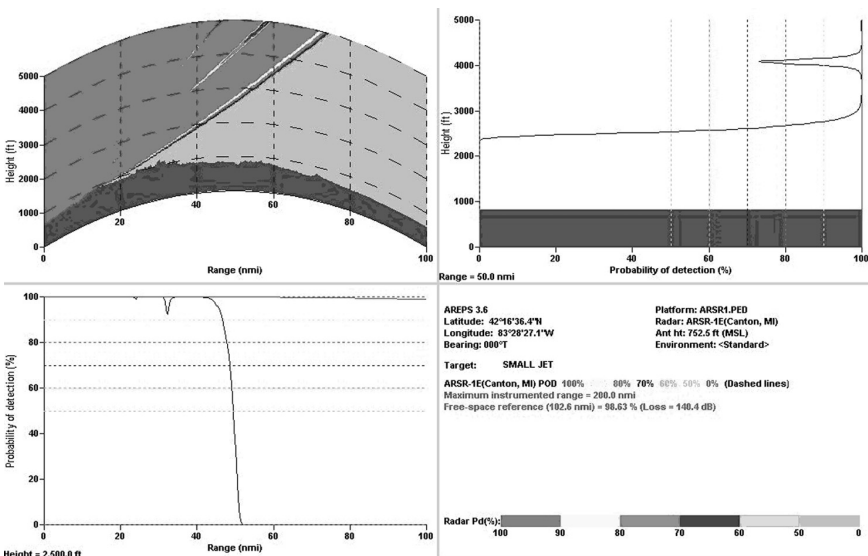 5000
4000
3000
2000
1000
0
Height (ft)
0 20 40 60 80 100
Range (nmi)
5000
4000
3000
2000
1000
0
Height (ft)
0 20 40 60 80 100
Probability of detection (%)
Range = 50.0 nmi
100
80
60
40
20
0
Probability of detection (%)
0 20 40 60 80 100
Range (nmi)
Height = 2,500.0 ft
AREPS 3.6 Platform: ARSR1.PED
Latitude: 42°16'36.4"N Radar: ARSR-1E(Canton, MI)
Longitude: 83°28'27.1"W Ant ht: 752.5 ft (MSL)
Bearing: 000°T Environment: <Standard>
Target: SMALL JET
ARSR-1E(Canton, MI) POD 100% 80% 70% 60% 50% 0% (Dashed lines)
Maximum instrumented range = 200.0 nmi
Free-space reference (102.6 nmi) = 98.63 % (Loss = 140.4 dB)
Radar Pd(%):
100 90 80 70 60 50 0